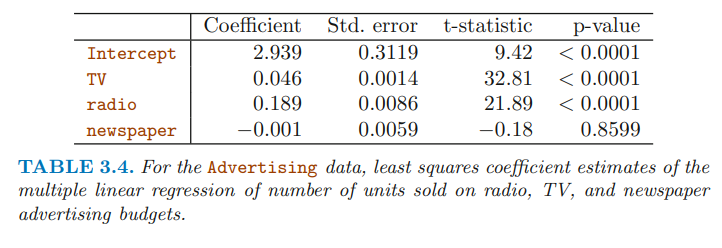 Coefficient Std. error t-statistic p-value
Intercept 2.939 0.3119 9.42 < 0.0001
TV 0.046 0.0014 32.81 < 0.0001
radio 0.189 0.0086 21.89 < 0.0001
newspaper −0.001 0.0059 −0.18 0.8599
TABLE 3.4. For the Advertising data, least squares coefficient estimates of the
multiple linear regression of number of units sold on radio, TV, and newspaper
advertising budgets.